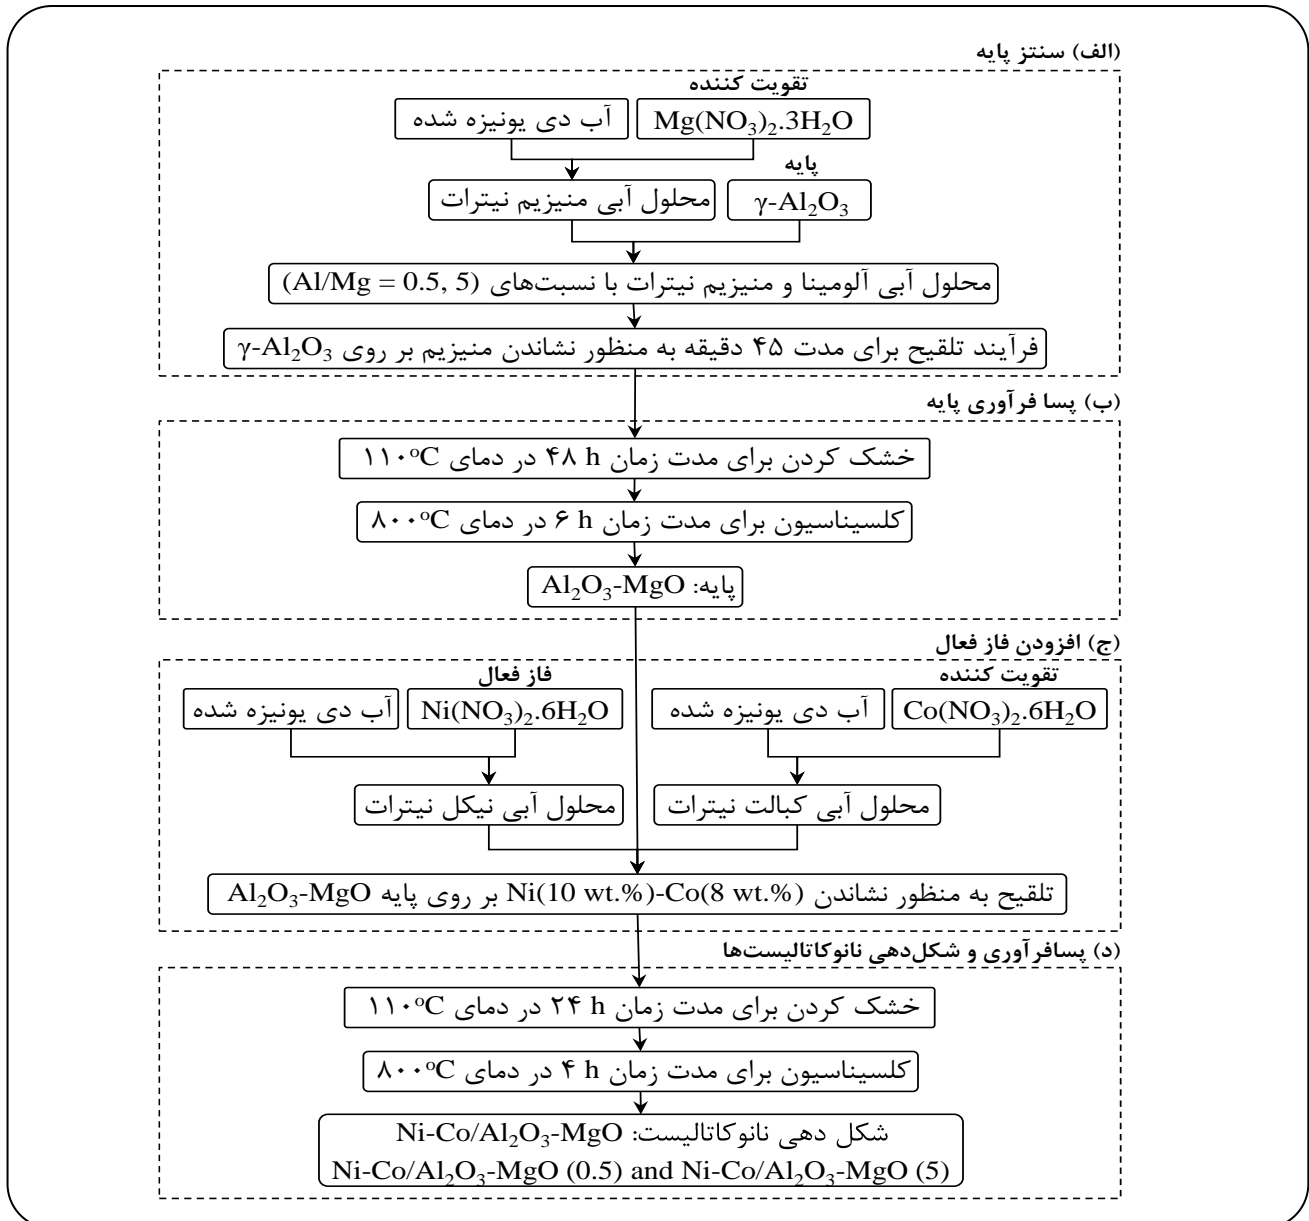 (الف) سنتز پایه
تقویت کننده
Mg(NO₃)₂.3H₂O
آب دی یونیزه شده
پایه
γ-Al₂O₃
محلول آبی منیزیم نیترات
محلول آبی آلومینا و منیزیم نیترات با نسبت‌های (Al/Mg = 0.5, 5)
فرآیند تلقیح برای مدت ۴۵ دقیقه به منظور نشاندن منیزیم بر روی γ-Al₂O₃
(ب) پسا فرآوری پایه
خشک کردن برای مدت زمان ۴۸ h در دمای ۱۱۰°C
کلسیناسیون برای مدت زمان ۶ h در دمای ۸۰۰°C
پایه: Al₂O₃-MgO
(ج) افزودن فاز فعال
تقویت کننده
فاز فعال
Co(NO₃)₂.6H₂O
آب دی یونیزه شده
Ni(NO₃)₂.6H₂O
آب دی یونیزه شده
محلول آبی کبالت نیترات
محلول آبی نیکل نیترات
تلقیح به منظور نشاندن Ni(10 wt.%)-Co(8 wt.%) بر روی پایه Al₂O₃-MgO
(د) پسافرآوری و شکل‌دهی نانوکاتالیست‌ها
خشک کردن برای مدت زمان ۲۴ h در دمای ۱۱۰°C
کلسیناسیون برای مدت زمان ۴ h در دمای ۸۰۰°C
شکل دهی نانوکاتالیست: Ni-Co/Al₂O₃-MgO
Ni-Co/Al₂O₃-MgO (0.5) and Ni-Co/Al₂O₃-MgO (5)